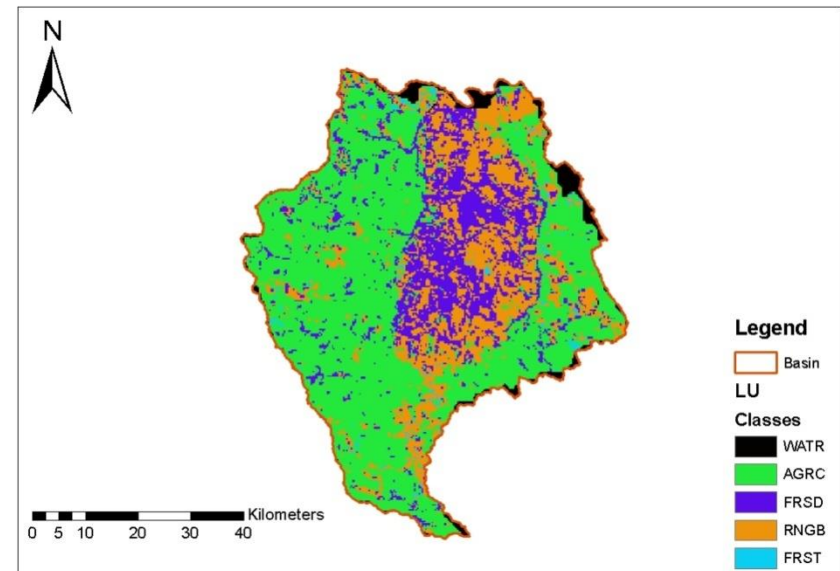 N
Legend
Basin
LU
Classes
WATR
AGRC
FRSD
RNGB
FRST
Kilometers
0 5 10 20 30 40